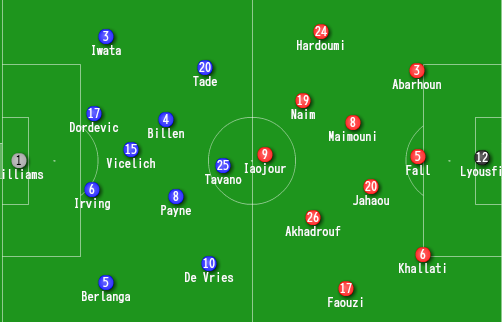 24
Hardoumi
3
Iwata
20
Tade
3
Abarhoun
19
Naim
17
Dordevic
4
Billen
8
Maimouni
15
Vicelich
25
Tavano
9
Iaojour
5
Fall
12
Lyousfi
1
illiams
6
Irving
8
Payne
20
Jahaou
26
Akhadrouf
10
De Vries
6
Khallati
5
Berlanga
17
Faouzi